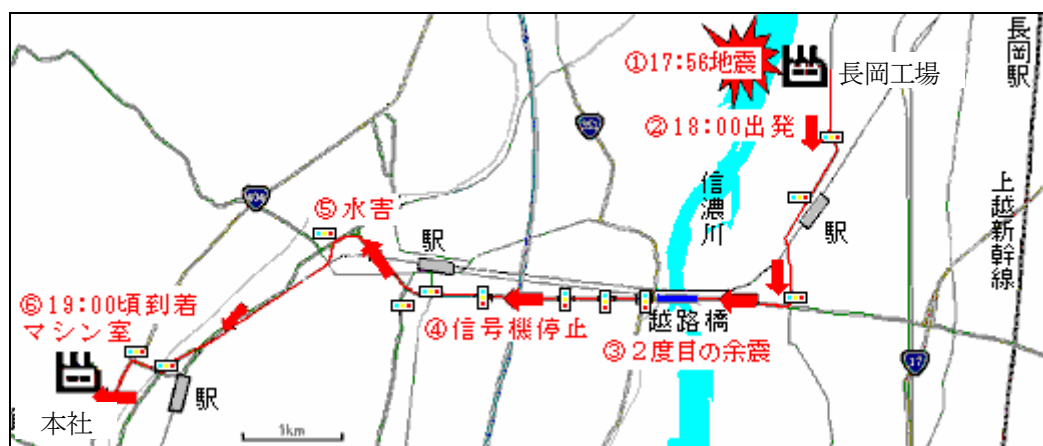 ①17:56地震
長岡工場
長岡駅
②18:00出発
信濃川
上越新幹線
⑤水害
駅
駅
⑥19:00頃到着
マシン室
④信号機停止
越路橋
③2度目の余震
17
駅
本社
1km